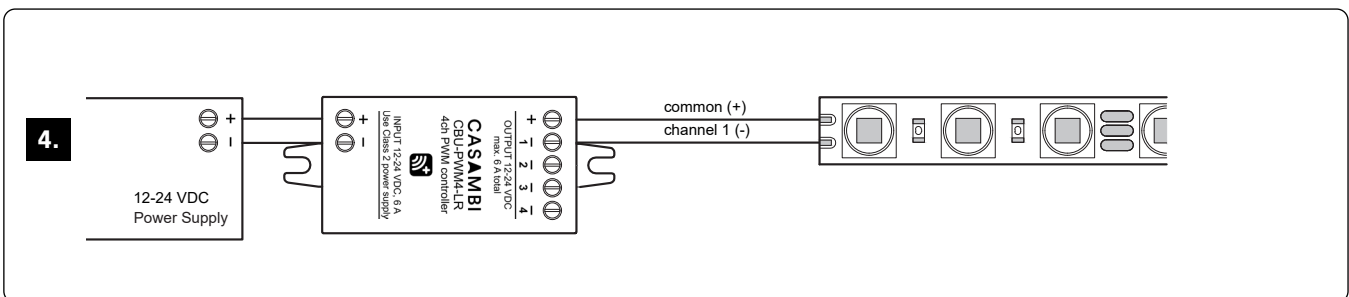 4.
+
−
12-24 VDC
Power Supply
+
−
INPUT 12-24 VDC, 6 A
Use Class 2 power supply
CASAMBI
CBU-PWM4-LR
4ch PWM controller
OUTPUT 12-24 VDC
max. 6 A total
+
1 −
2 −
3 −
4 −
common (+)
channel 1 (-)